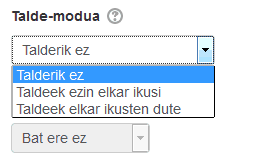 Talde-modua ?
Talderik ez
Talderik ez
Taldeek ezin elkar ikusi
Taldeek elkar ikusten dute
Bat ere ez